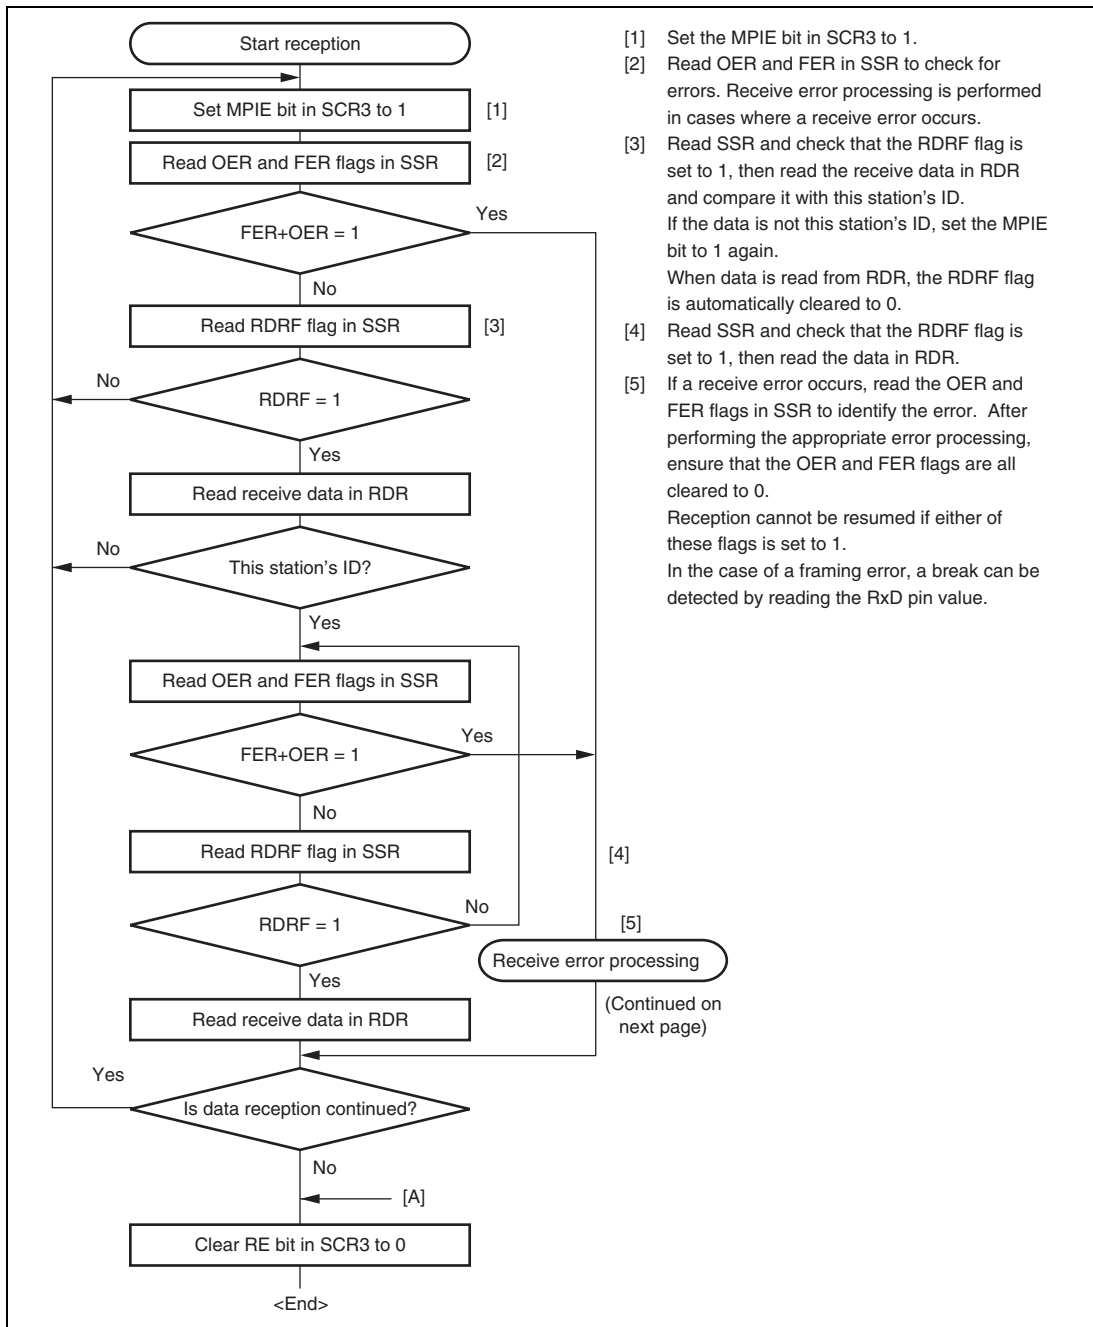 Start reception
Set MPIE bit in SCR3 to 1
[1]
Read OER and FER flags in SSR
[2]
Yes
FER+OER = 1
No
Read RDRF flag in SSR
[3]
No
RDRF = 1
Yes
Read receive data in RDR
No
This station's ID?
Yes
Read OER and FER flags in SSR
Yes
FER+OER = 1
No
Read RDRF flag in SSR
[4]
No
RDRF = 1
[5]
Receive error processing
Yes
(Continued on
next page)
Read receive data in RDR
Yes
Is data reception continued?
No
[A]
Clear RE bit in SCR3 to 0
<End>
[1] Set the MPIE bit in SCR3 to 1.
[2] Read OER and FER in SSR to check for
errors. Receive error processing is performed
in cases where a receive error occurs.
[3] Read SSR and check that the RDRF flag is
set to 1, then read the receive data in RDR
and compare it with this station's ID.
If the data is not this station's ID, set the MPIE
bit to 1 again.
When data is read from RDR, the RDRF flag
is automatically cleared to 0.
[4] Read SSR and check that the RDRF flag is
set to 1, then read the data in RDR.
[5] If a receive error occurs, read the OER and
FER flags in SSR to identify the error. After
performing the appropriate error processing,
ensure that the OER and FER flags are all
cleared to 0.
Reception cannot be resumed if either of
these flags is set to 1.
In the case of a framing error, a break can be
detected by reading the RxD pin value.